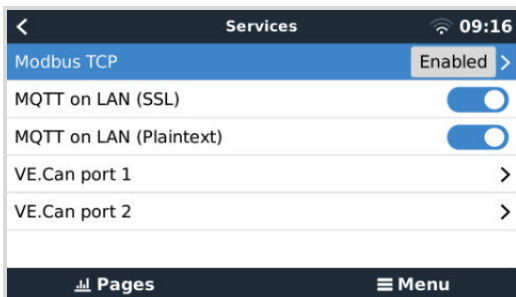 Services 09:16
Modbus TCP Enabled
MQTT on LAN (SSL)
MQTT on LAN (Plaintext)
VE.Can port 1
VE.Can port 2
Pages Menu